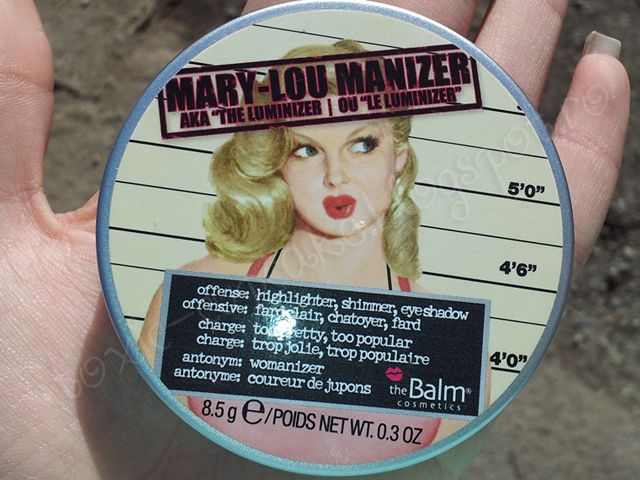 MARY-LOU MANIZER
AKA "THE LUMINIZER | OU "LE LUMINIZER"
5'0"
4'6"
4'0"
offense: highlighter, shimmer, eyeshadow
offensive: fard clair, chatoyer, fard
charge: too pretty, too popular
charge: trop jolie, trop populaire
antonym: womanizer
antonyme: coureur de jupons
theBalm®
cosmetics
8.5 g ℮/POIDS NET WT. 0.3 OZ